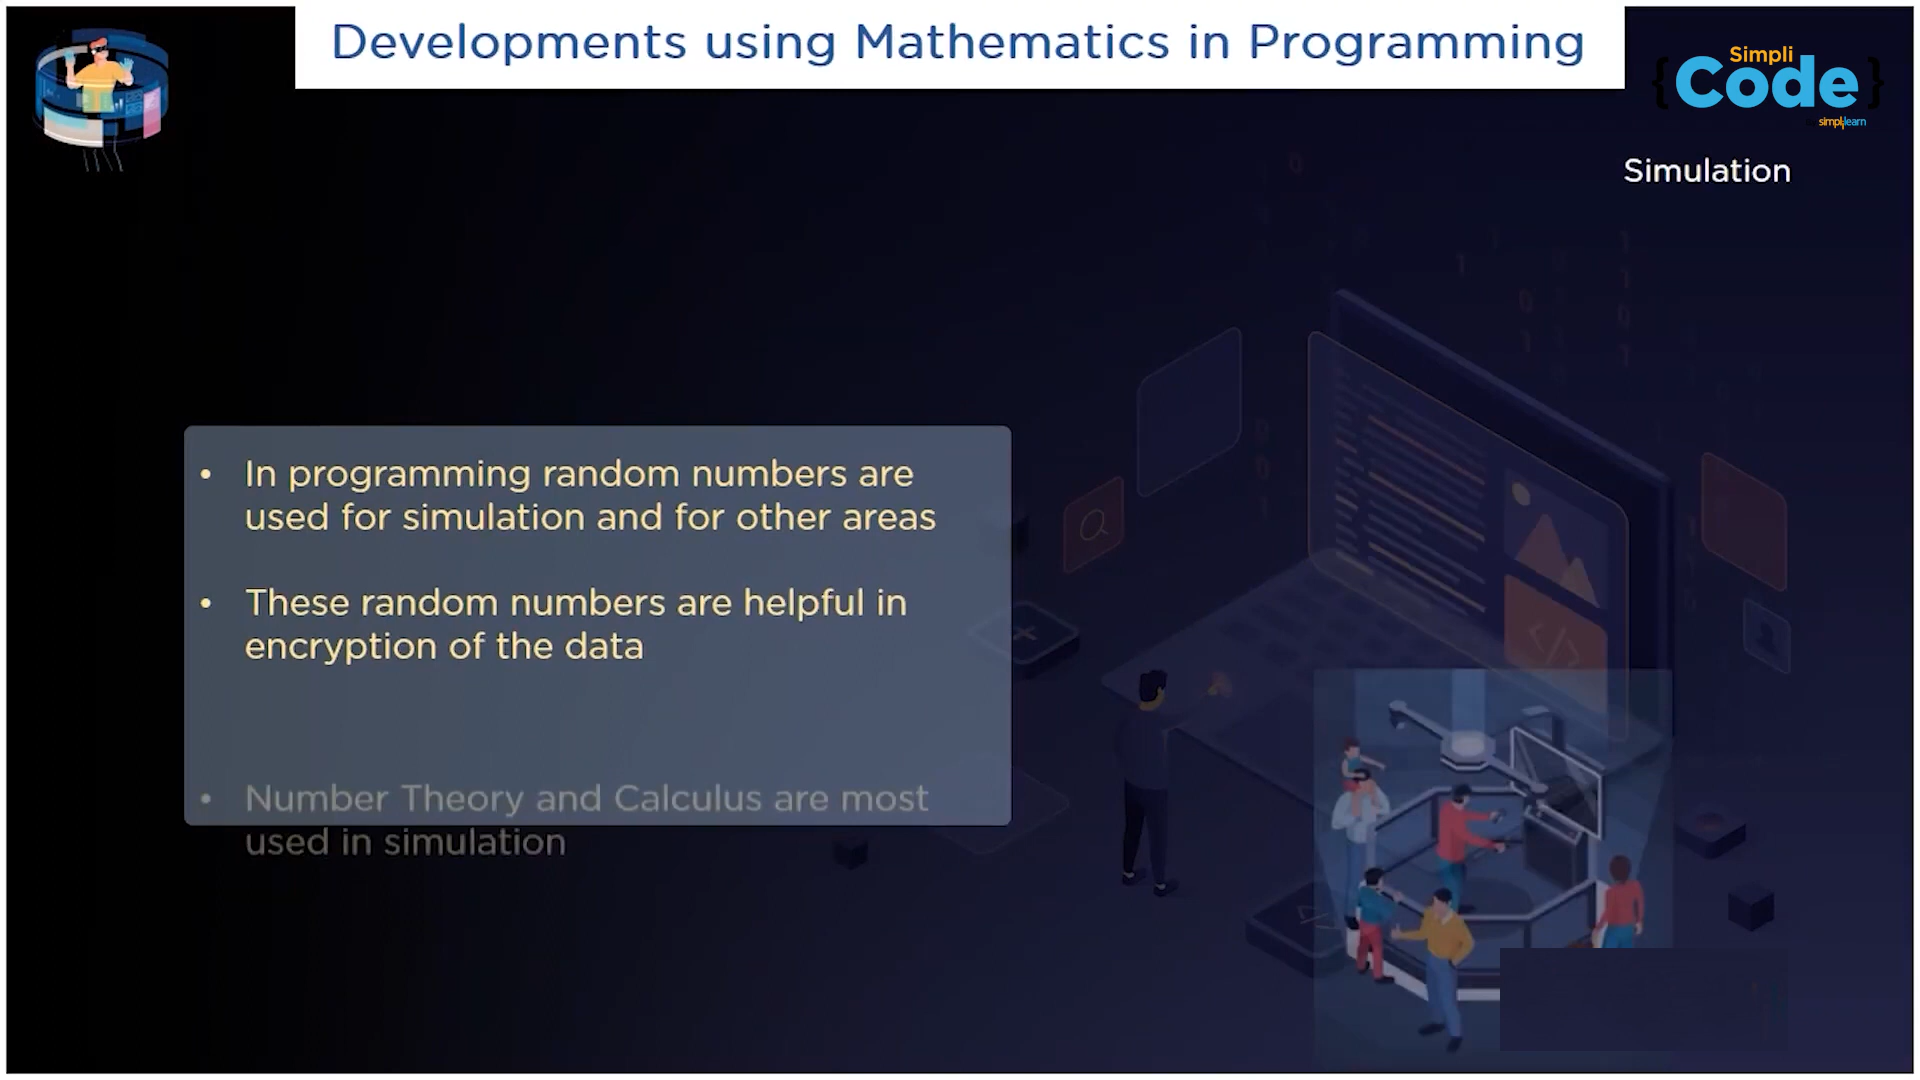 Developments using Mathematics in Programming
Simpli
{Code}
simplilearn
Simulation
• In programming random numbers are
used for simulation and for other areas
• These random numbers are helpful in
encryption of the data
• Number Theory and Calculus are most
used in simulation